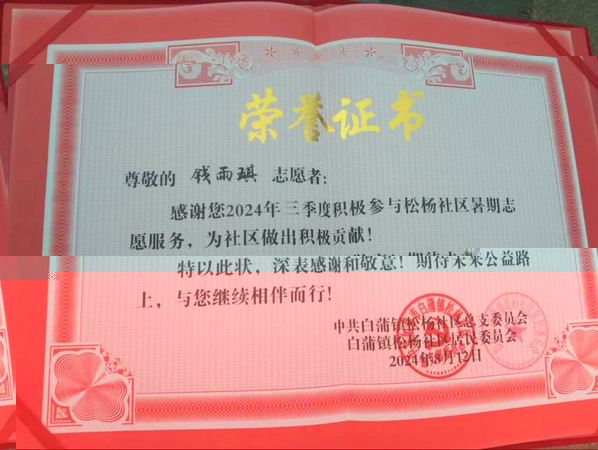 荣誉证书
尊敬的 钱雨琪 志愿者：
感谢您2024年三季度积极参与松杨社区暑期志
愿服务，为社区做出积极贡献！
特以此状，深表感谢和敬意！期待未来公益路
上，与您继续相伴而行！
中共白蒲镇松杨社区总支委员会
白蒲镇松杨社区居民委员会
2024年8月12日